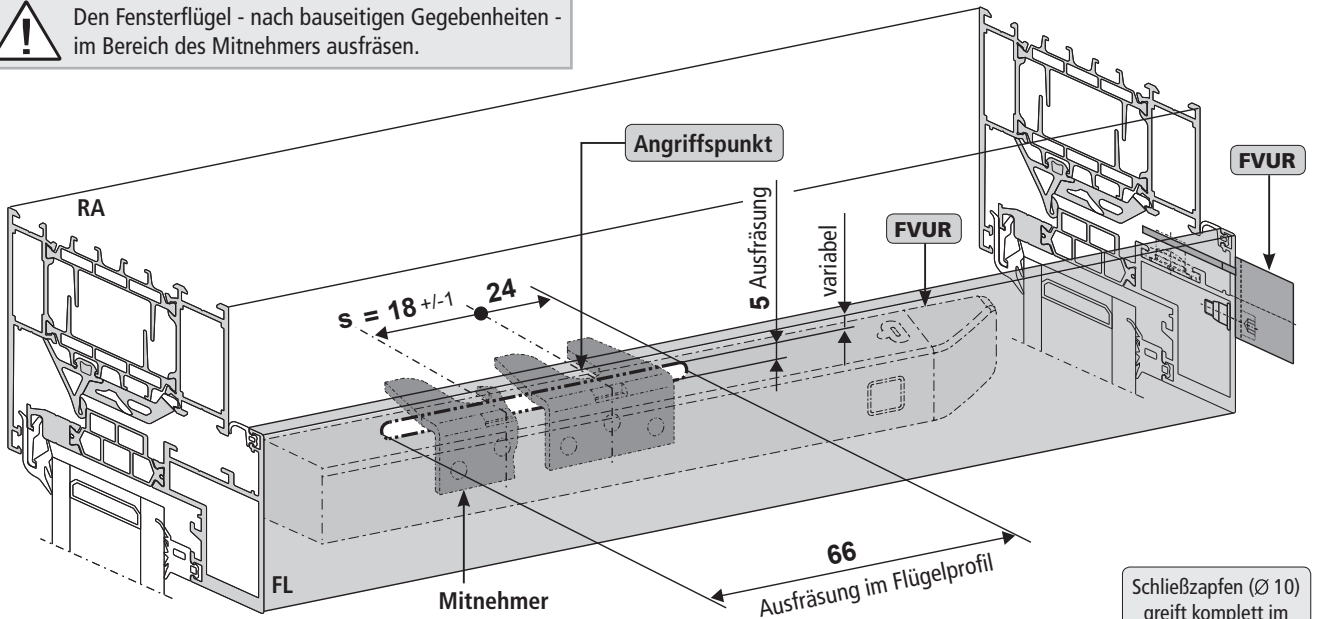 Den Fensterflügel - nach bauseitigen Gegebenheiten -
im Bereich des Mitnehmers ausfräsen.
Angriffspunkt
FVUR
RA
5 Ausfräsung
variabel
FVUR
s = 18 +/-1
24
66
Ausfräsung im Flügelprofil
FL
Mitnehmer
Schließzapfen (Ø 10)
greift komplett im